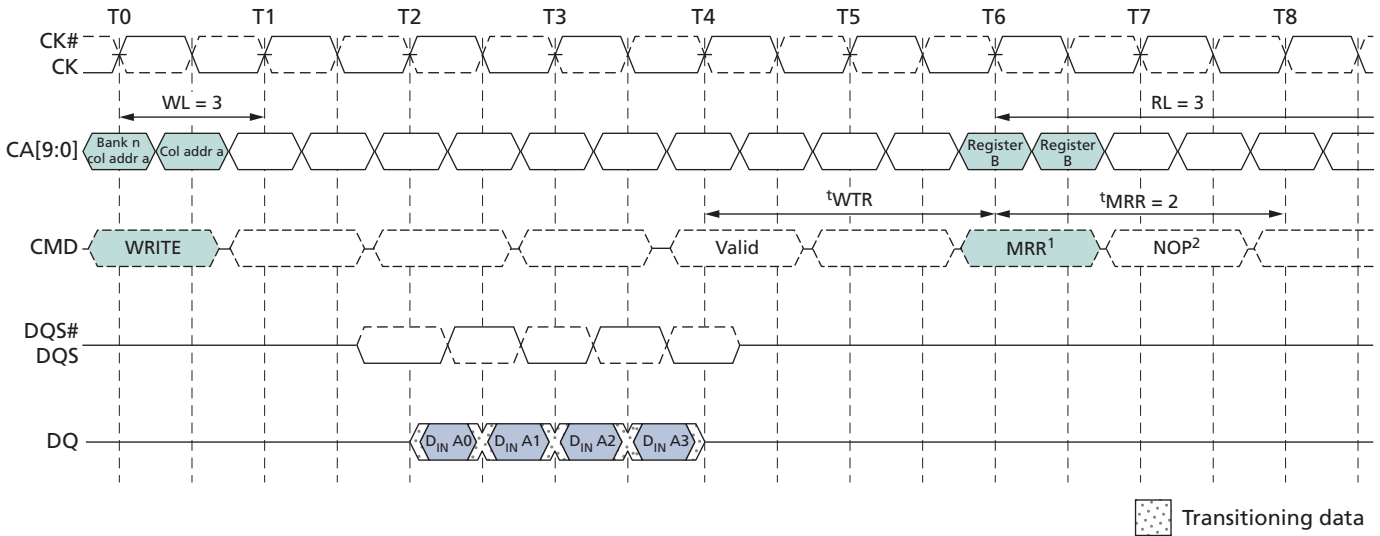 T0 T1 T2 T3 T4 T5 T6 T7 T8
CK#
CK
WL = 3
RL = 3
CA[9:0]
Bank n
col addr a
Col addr a
Register
B
Register
B
tWTR
tMRR = 2
CMD
WRITE
Valid
MRR1
NOP2
DQS#
DQS
DQ
DIN A0
DIN A1
DIN A2
DIN A3
Transitioning data